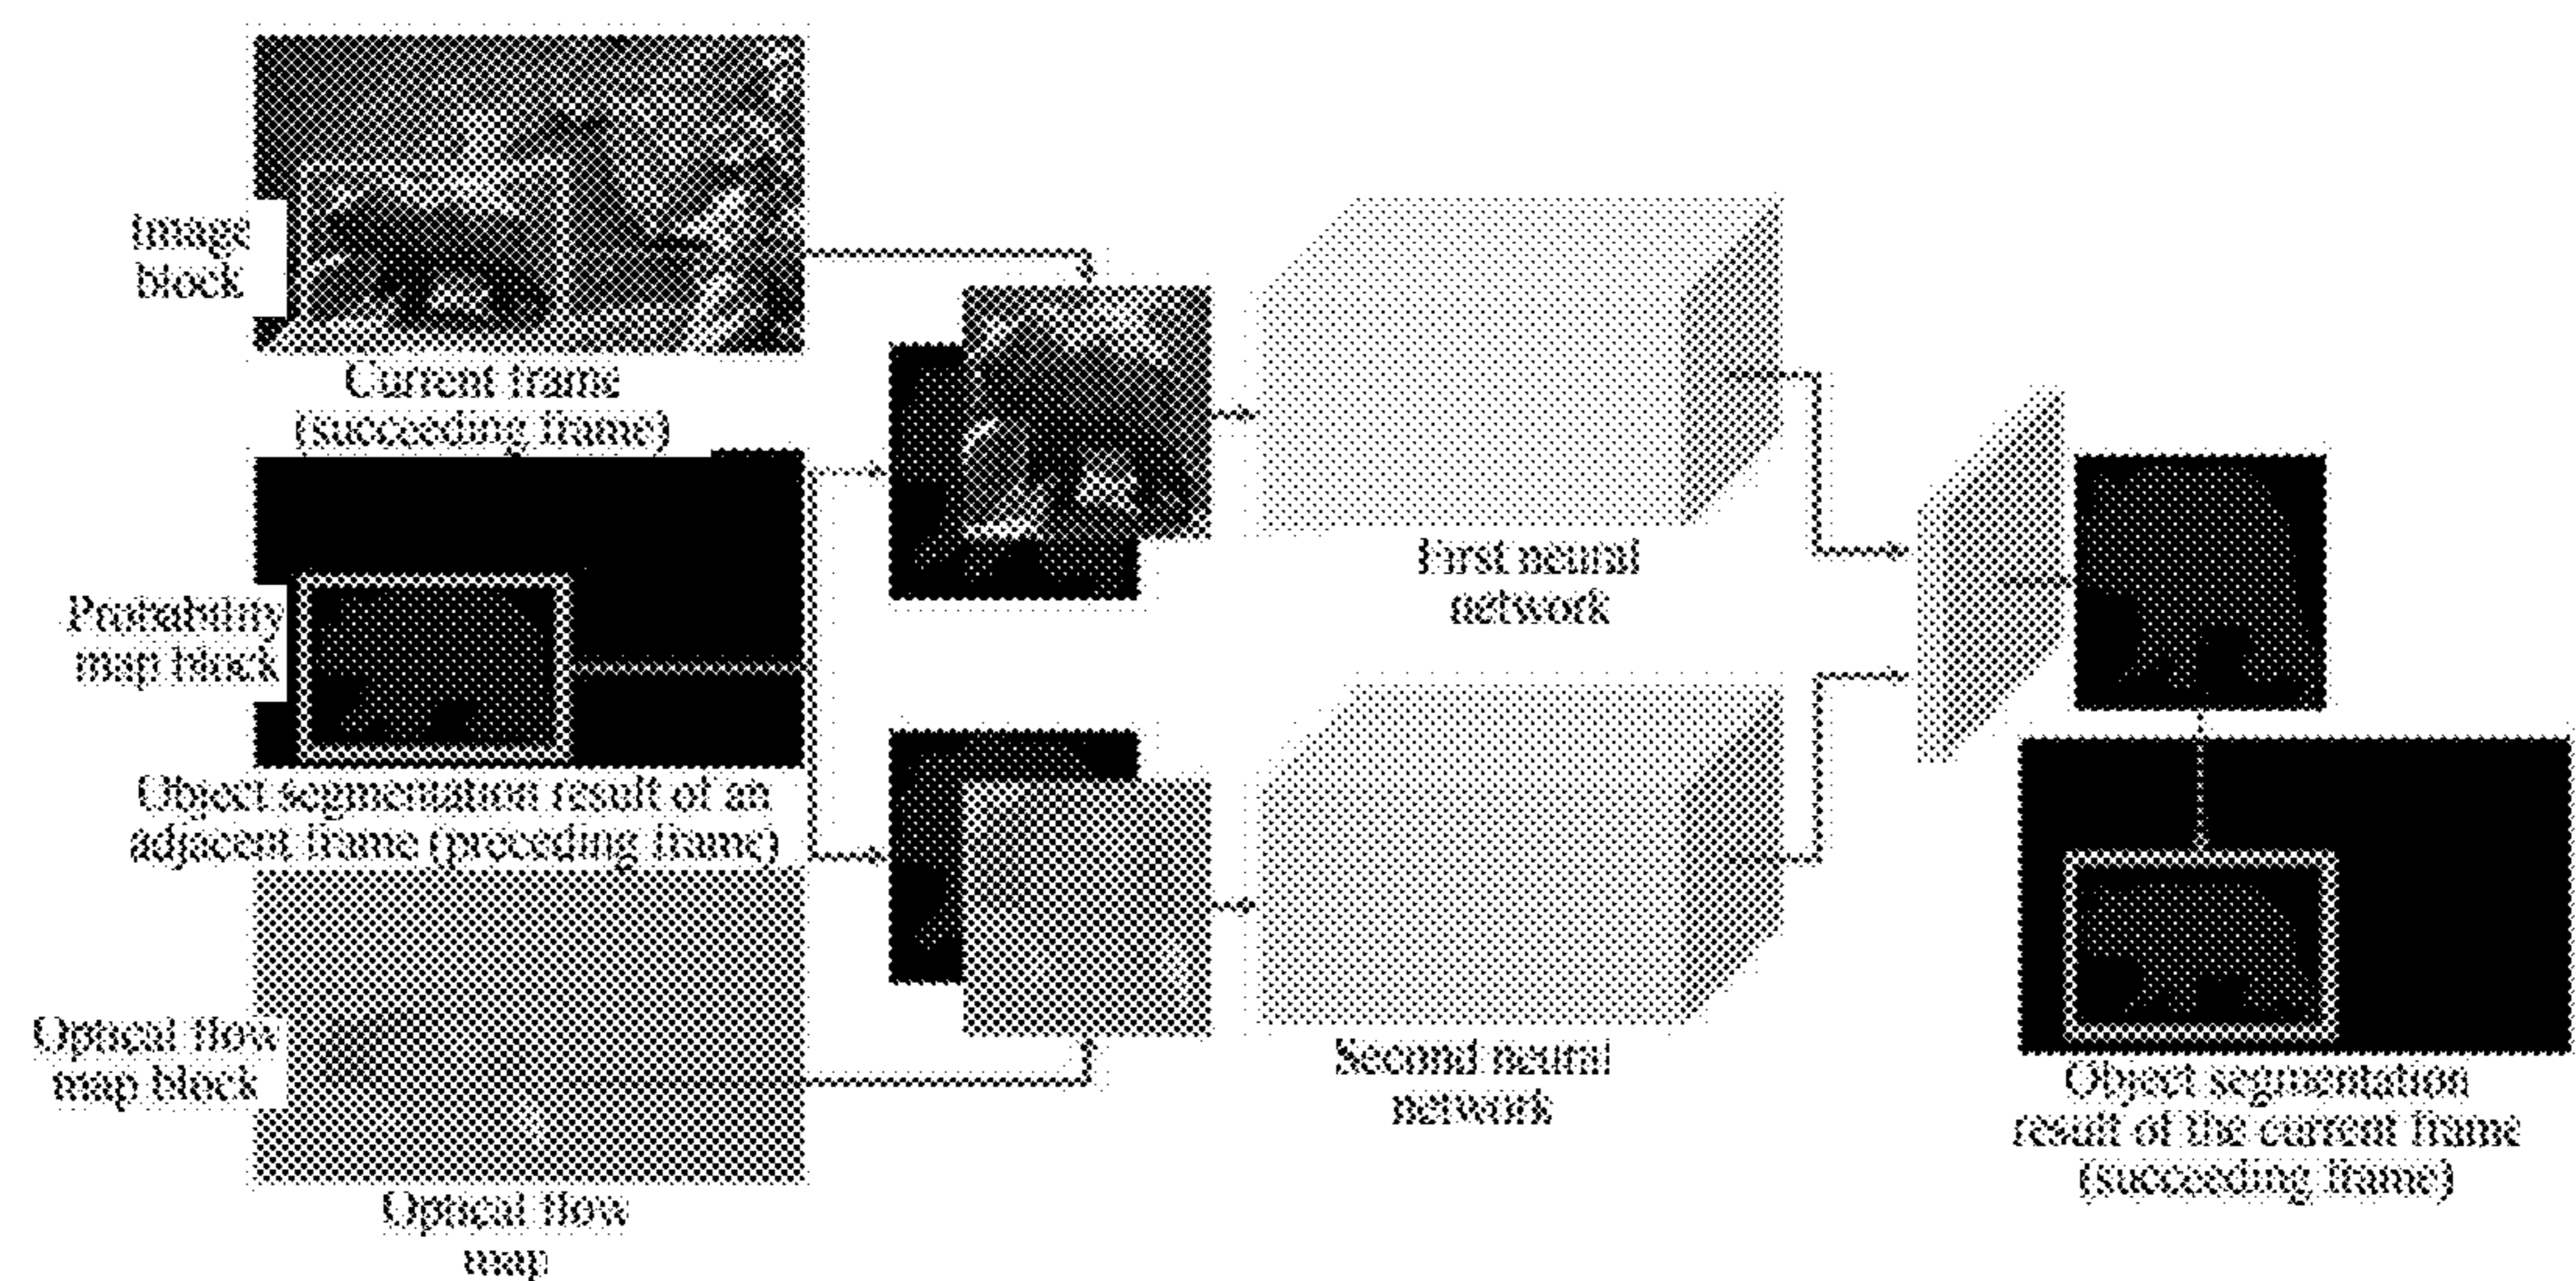 Image
block
Current frame
(succeeding frame)
Probability
map block
Object segmentation result of an
adjacent frame (preceding frame)
Optical flow
map block
Optical flow
map
First neural
network
Second neural
network
Object segmentation
result of the current frame
(succeeding frame)